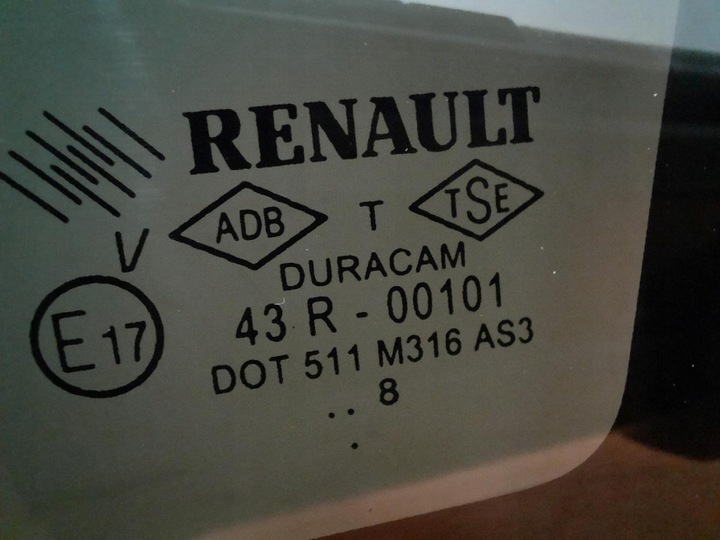 RENAULT
ADB T TSE
V DURACAM
E17 43 R - 00101
DOT 511 M316 AS3
.. 8
.